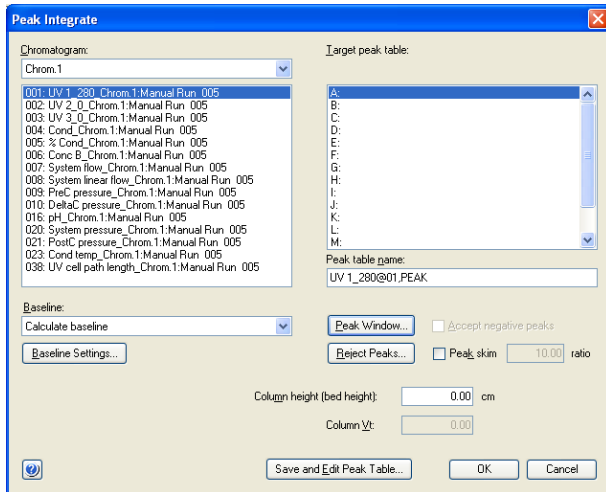 Peak Integrate
Chromatogram:
Chrom.1
001: UV 1_280_Chrom.1:Manual Run 005
002: UV 2_0_Chrom.1:Manual Run 005
003: UV 3_0_Chrom.1:Manual Run 005
004: Cond_Chrom.1:Manual Run 005
005: % Cond_Chrom.1:Manual Run 005
006: Conc B_Chrom.1:Manual Run 005
007: System flow_Chrom.1:Manual Run 005
008: System linear flow_Chrom.1:Manual Run 005
009: PreC pressure_Chrom.1:Manual Run 005
010: DeltaC pressure_Chrom.1:Manual Run 005
016: pH_Chrom.1:Manual Run 005
020: System pressure_Chrom.1:Manual Run 005
021: PostC pressure_Chrom.1:Manual Run 005
023: Cond temp_Chrom.1:Manual Run 005
038: UV cell path length_Chrom.1:Manual Run 005
Target peak table:
A:
B:
C:
D:
E:
F:
G:
H:
I:
J:
K:
L:
M:
Peak table name:
UV 1_280@01,PEAK
Baseline:
Calculate baseline
Baseline Settings...
Peak Window...
Accept negative peaks
Reject Peaks...
Peak skim
10.00 ratio
Column height (bed height):
0.00 cm
Column Vt:
0.00
?
Save and Edit Peak Table...
OK
Cancel